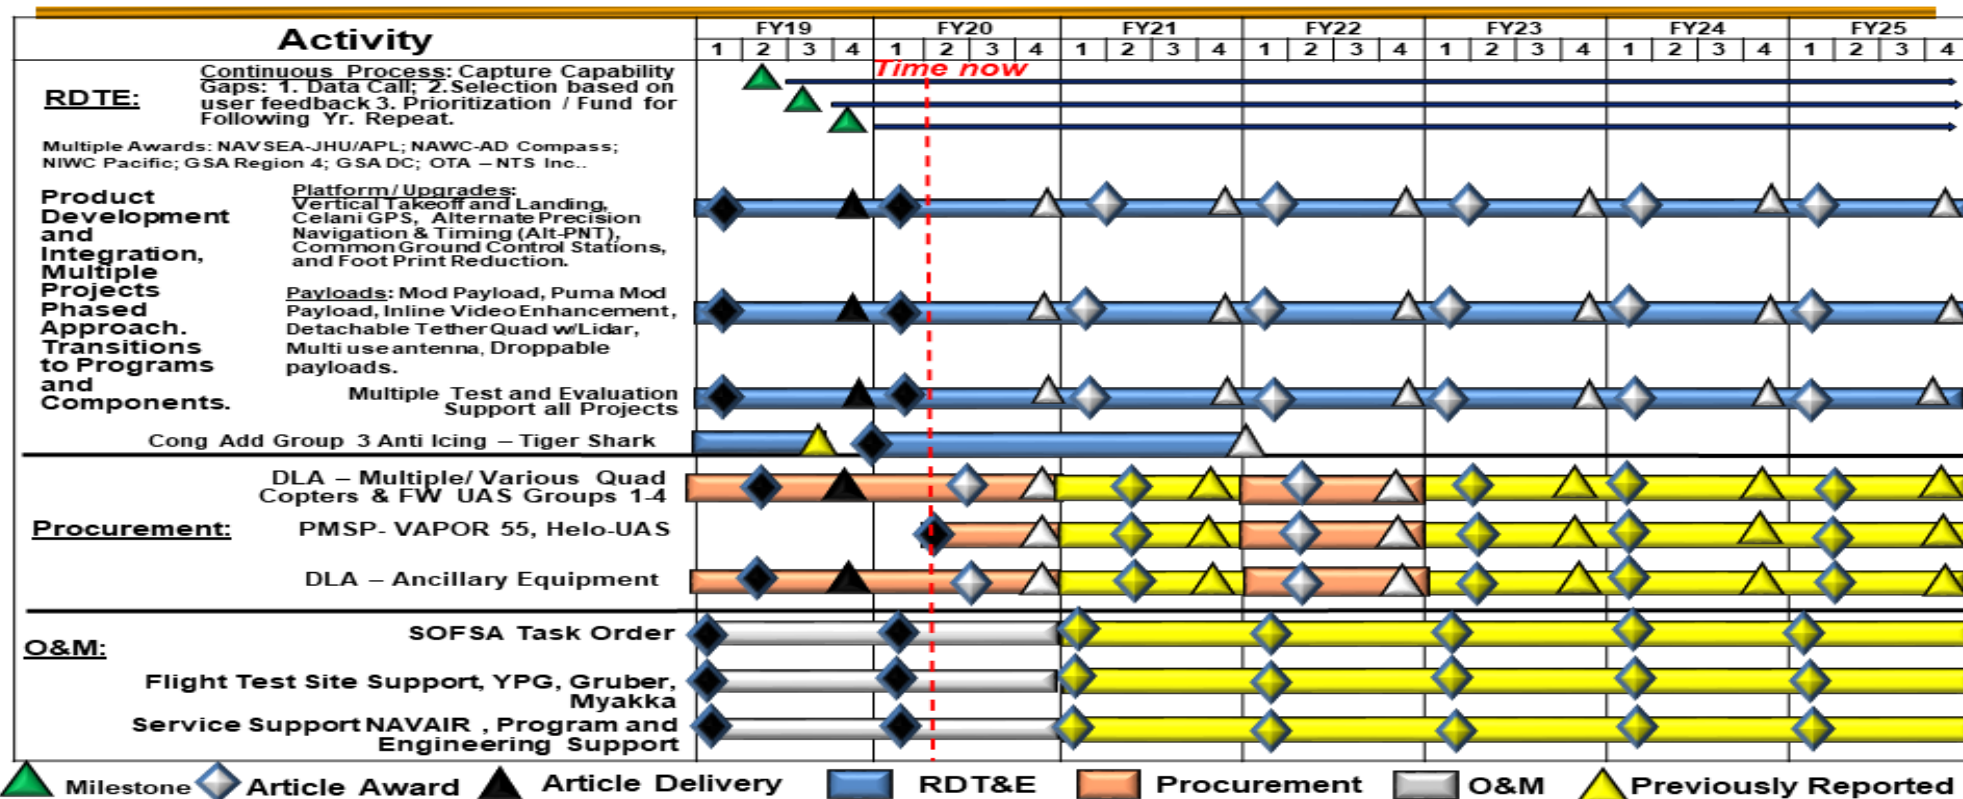 Activity
FY19 FY20 FY21 FY22 FY23 FY24 FY25
1 2 3 4 1 2 3 4 1 2 3 4 1 2 3 4 1 2 3 4 1 2 3 4 1 2 3 4
Time now
RDTE:
Continuous Process: Capture Capability
Gaps: 1. Data Call; 2.Selection based on
user feedback 3. Prioritization / Fund for
Following Yr. Repeat.
Multiple Awards: NAVSEA-JHU/APL; NAWC-AD Compass;
NIWC Pacific; GSA Region 4; GSA DC; OTA – NTS Inc..
Product
Development
and
Integration,
Multiple
Projects
Phased
Approach.
Transitions
to Programs
and
Components.
Platform / Upgrades:
Vertical Takeoff and Landing,
Celani GPS, Alternate Precision
Navigation & Timing (Alt-PNT),
Common Ground Control Stations,
and Foot Print Reduction.
Payloads: Mod Payload, Puma Mod
Payload, Inline Video Enhancement,
Detachable Tether Quad w/Lidar,
Multi use antenna, Droppable
payloads.
Multiple Test and Evaluation
Support all Projects
Cong Add Group 3 Anti Icing – Tiger Shark
Procurement:
DLA – Multiple/ Various Quad
Copters & FW UAS Groups 1-4
PMSP- VAPOR 55, Helo-UAS
DLA – Ancillary Equipment
O&M:
SOFSA Task Order
Flight Test Site Support, YPG, Gruber,
Myakka
Service Support NAVAIR , Program and
Engineering Support
Milestone Article Award Article Delivery RDT&E Procurement O&M Previously Reported